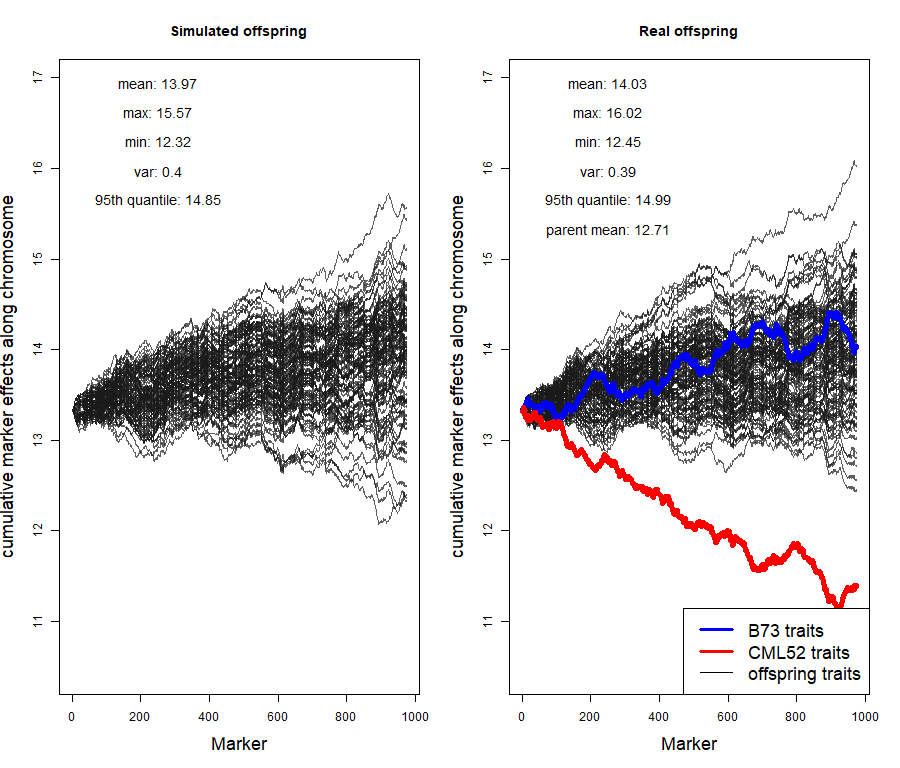 Simulated offspring
mean: 13.97
max: 15.57
min: 12.32
var: 0.4
95th quantile: 14.85
cumulative marker effects along chromosome
17
16
15
14
13
12
11
0
200
400
600
800
1000
Marker
Real offspring
mean: 14.03
max: 16.02
min: 12.45
var: 0.39
95th quantile: 14.99
parent mean: 12.71
cumulative marker effects along chromosome
17
16
15
14
13
12
11
B73 traits
CML52 traits
offspring traits
0
200
400
600
800
1000
Marker